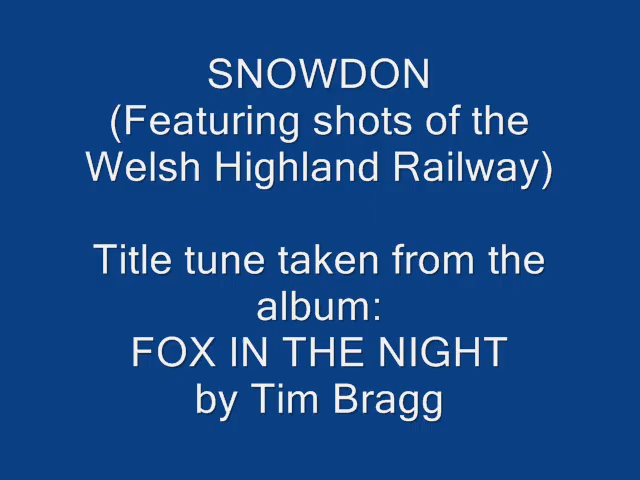 SNOWDON
(Featuring shots of the
Welsh Highland Railway)
Title tune taken from the
album:
FOX IN THE NIGHT
by Tim Bragg